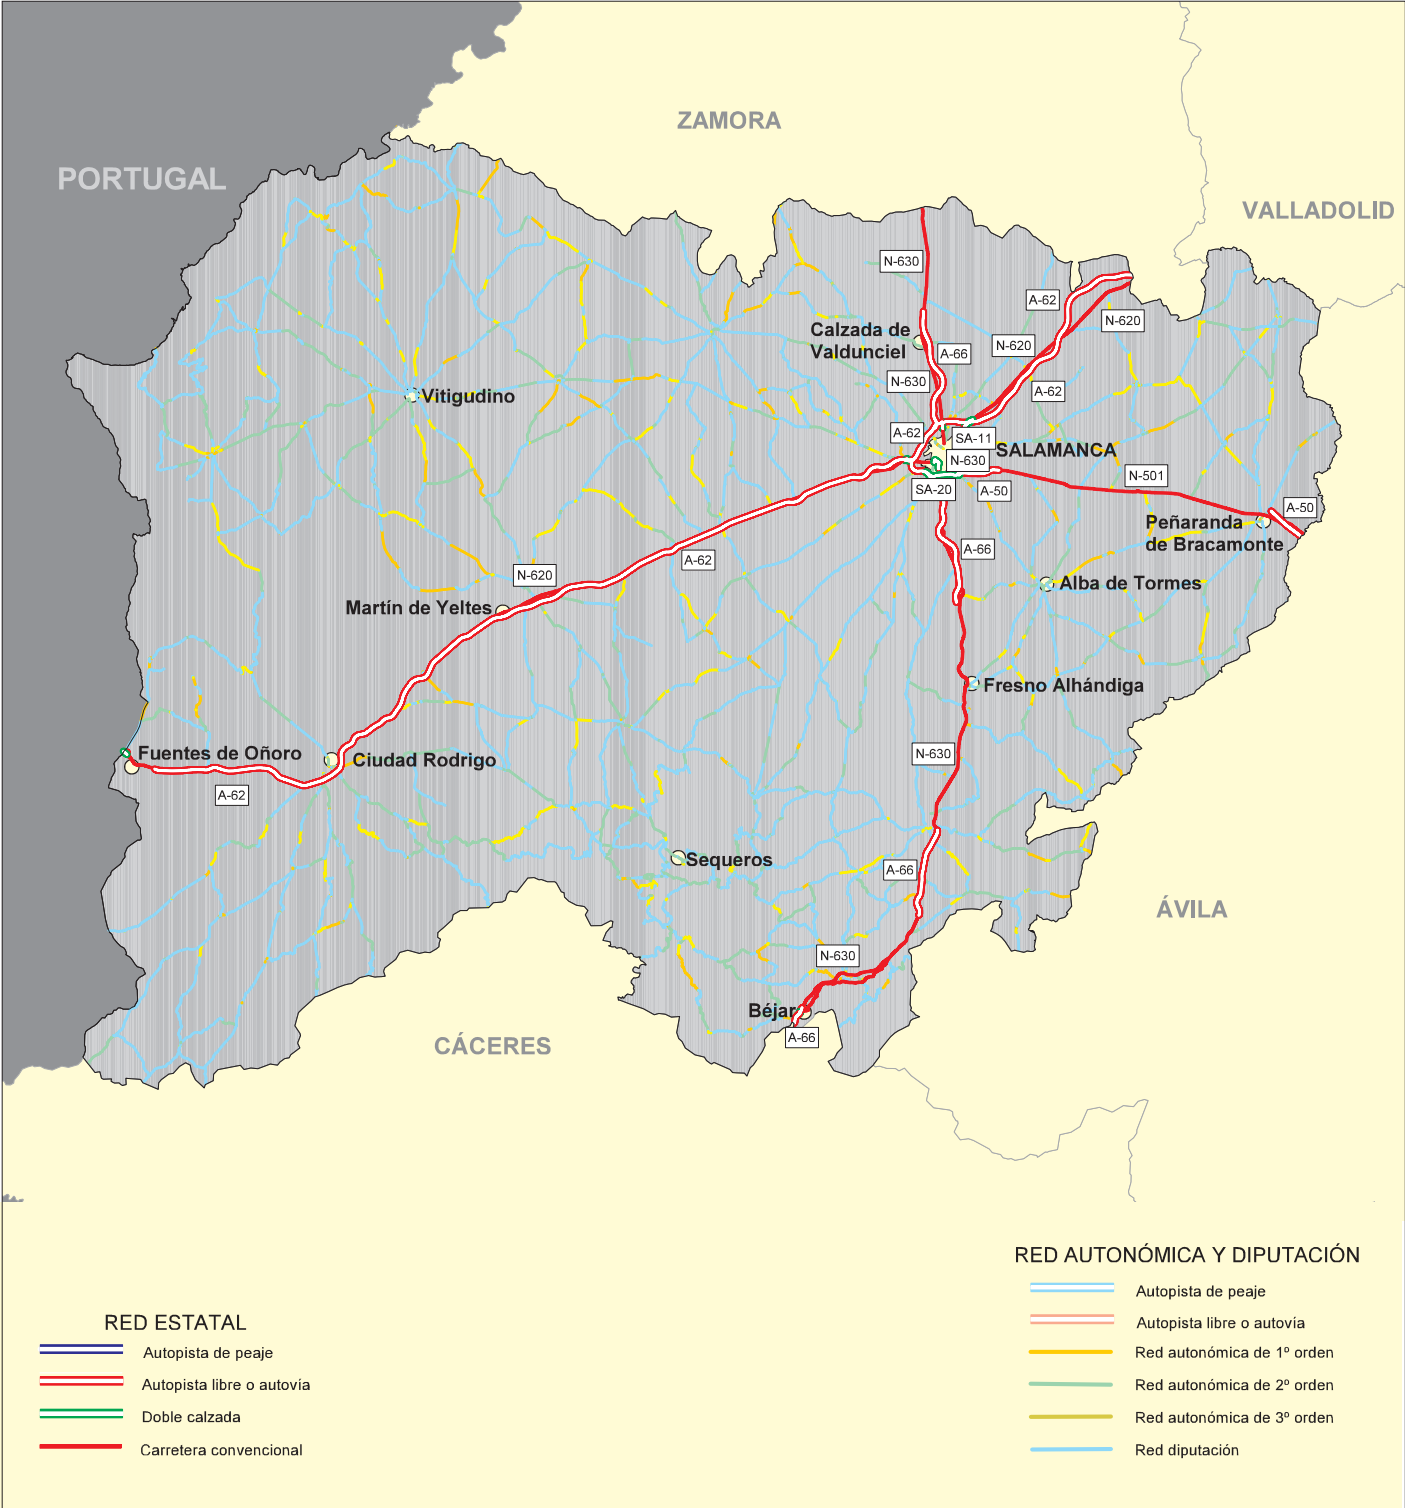 ZAMORA
PORTUGAL
VALLADOLID
N-630
A-62
N-620
Calzada de
Valdunciel
N-620
A-66
N-630
A-62
Vitigudino
A-62
SA-11
SALAMANCA
N-630
N-501
SA-20
A-50
A-50
Peñaranda
de Bracamonte
A-66
A-62
N-620
Alba de Tormes
Martín de Yeltes
Fresno Alhándiga
Fuentes de Oñoro
N-630
Ciudad Rodrigo
A-62
Sequeros
A-66
ÁVILA
N-630
Béjar
A-66
CÁCERES
RED ESTATAL
Autopista de peaje
Autopista libre o autovía
Doble calzada
Carretera convencional
RED AUTONÓMICA Y DIPUTACIÓN
Autopista de peaje
Autopista libre o autovía
Red autonómica de 1º orden
Red autonómica de 2º orden
Red autonómica de 3º orden
Red diputación